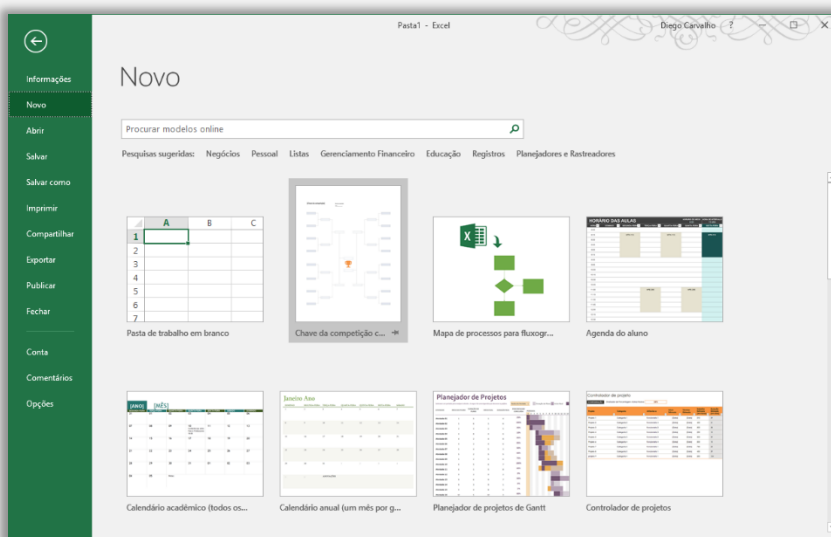 Pasta1 - Excel
Diego Carvalho
?
Informações
Novo
Abrir
Salvar
Salvar como
Imprimir
Compartilhar
Exportar
Publicar
Fechar
Conta
Comentários
Opções
Novo
Procurar modelos online
Pesquisas sugeridas: Negócios Pessoal Listas Gerenciamento Financeiro Educação Registros Planejadores e Rastreadores
A B C
1
2
3
4
5
6
7
Pasta de trabalho em branco
Chave da competição c...
Mapa de processos para fluxogr...
HORÁRIO DAS AULAS
Agenda do aluno
[ANO] [MÊS]
Calendário acadêmico (todos os...
Janeiro Ano
Calendário anual (um mês por g...
Planejador de Projetos
Planejador de projetos de Gantt
Controlador de projeto
Controlador de projetos